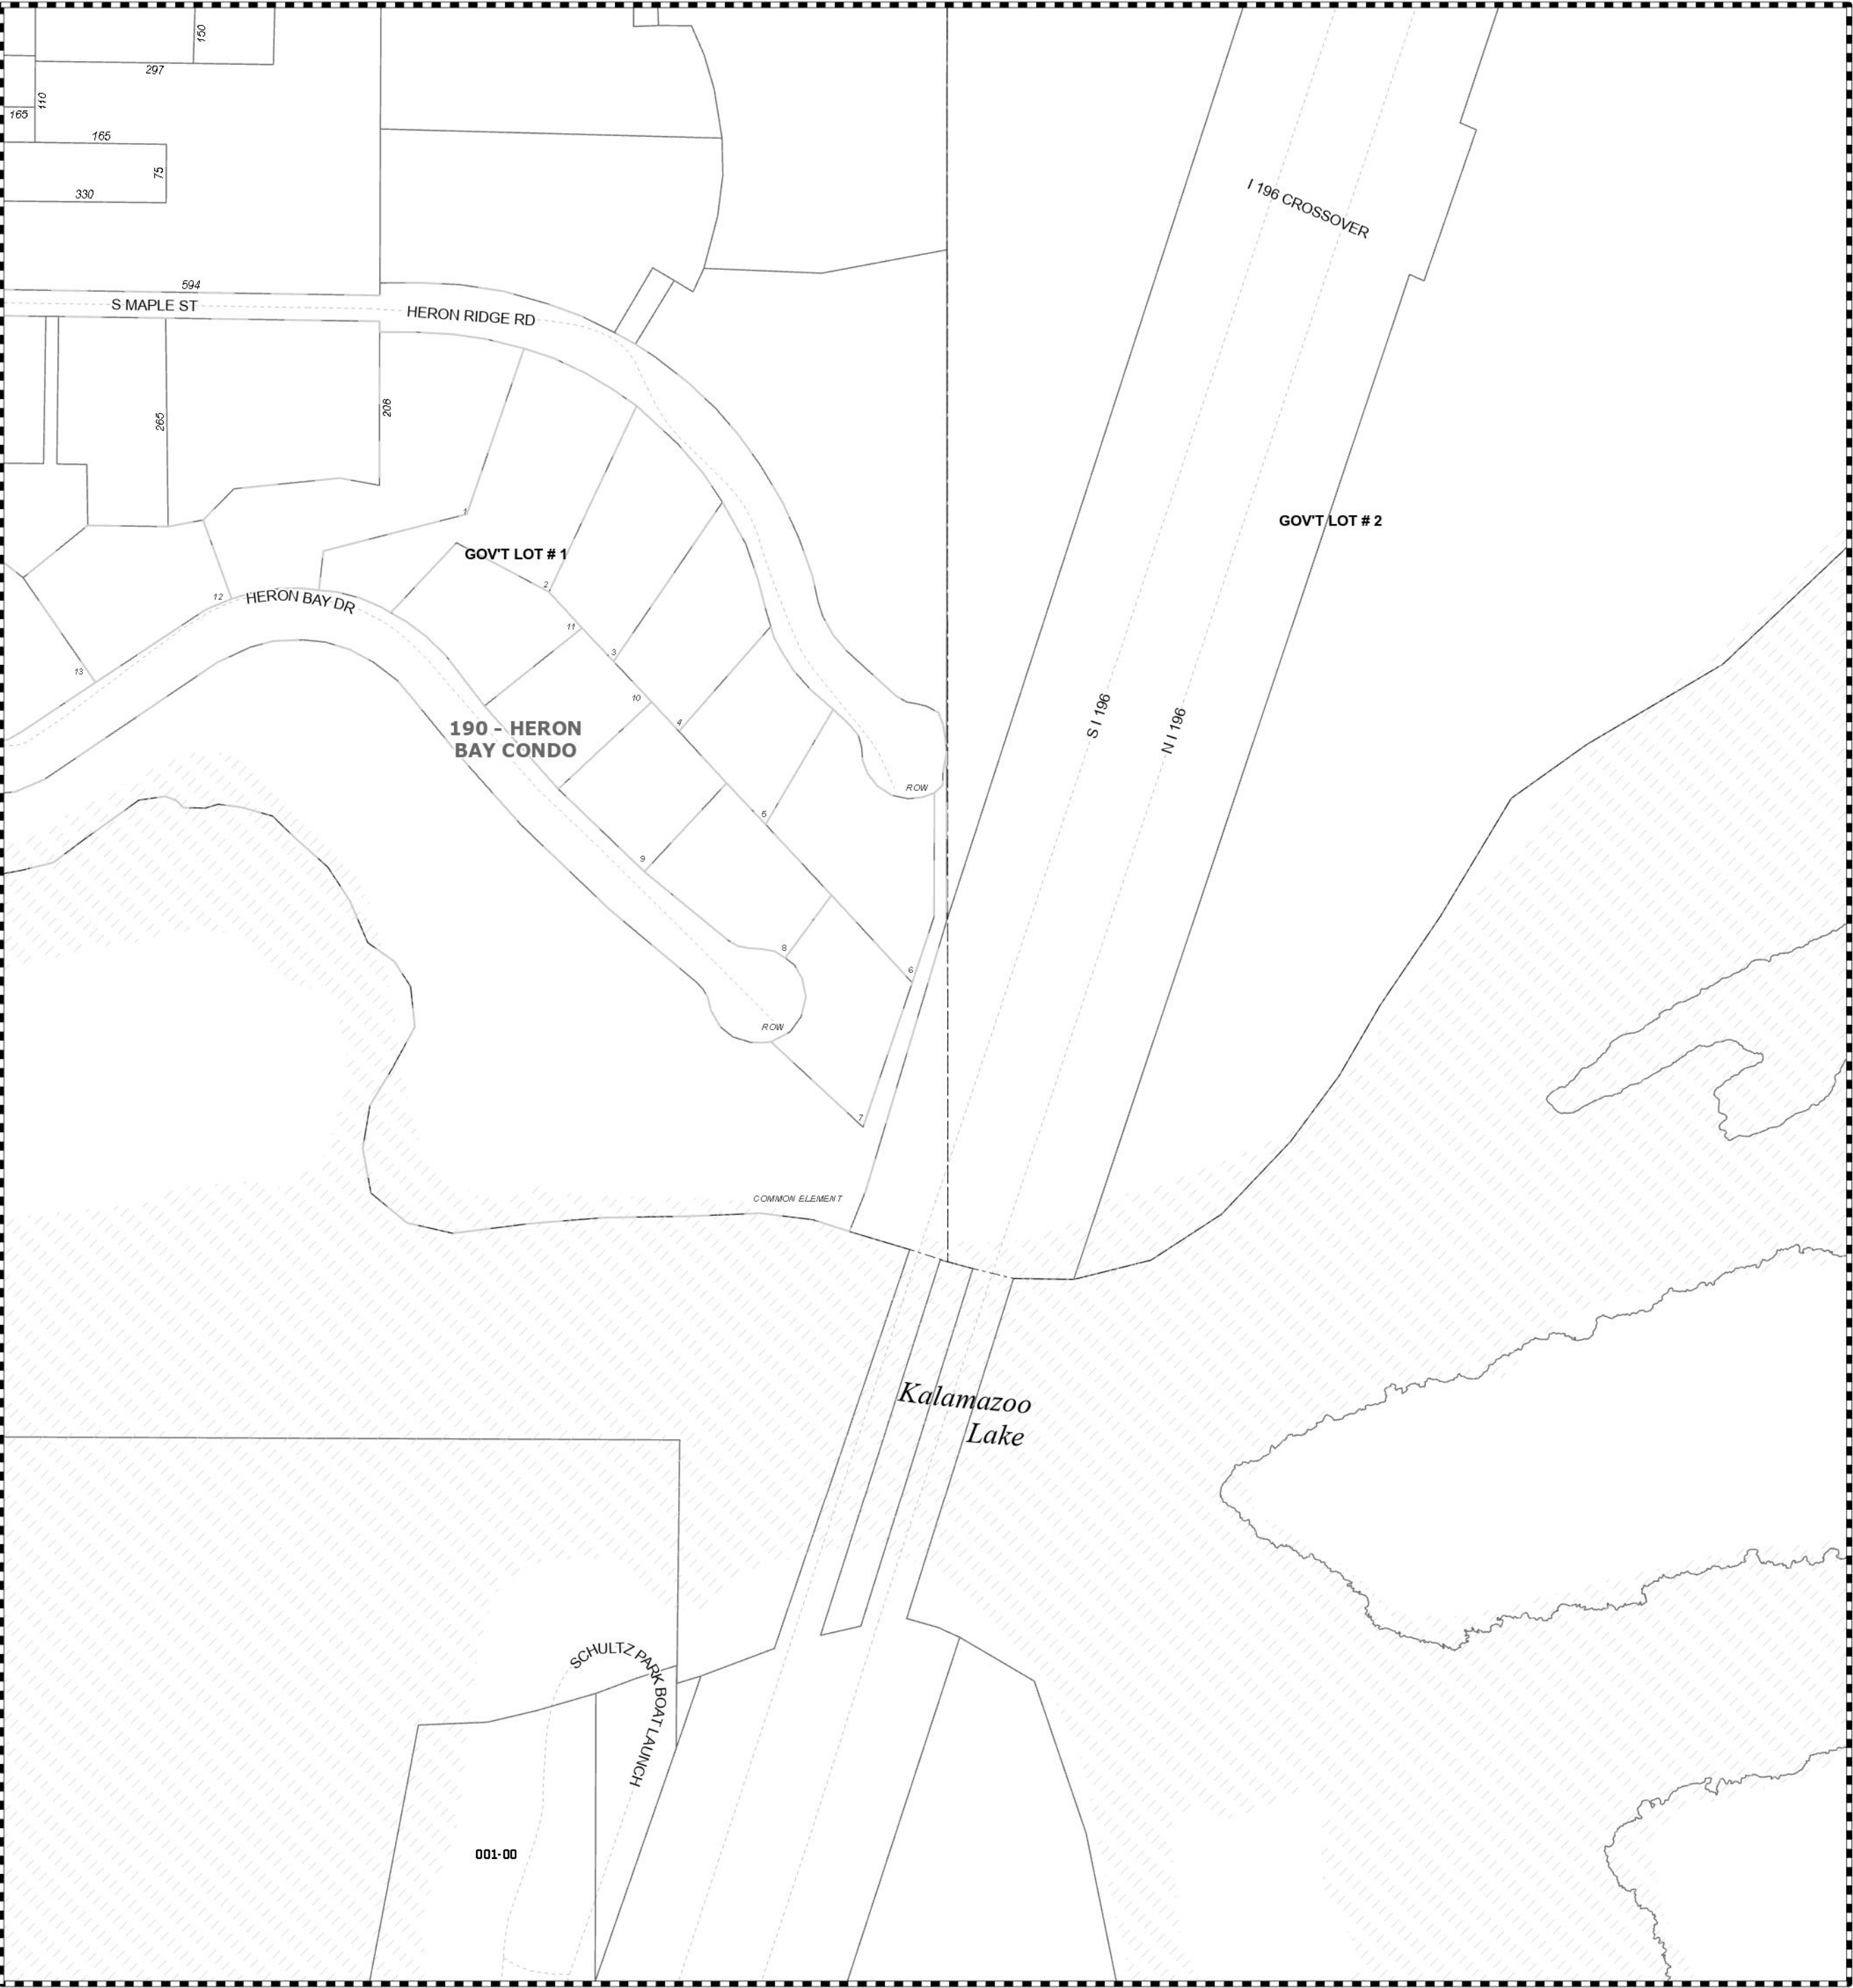 150
297
110
165
165
75
330
I 196 CROSSOVER
594
S MAPLE ST
HERON RIDGE RD
265
206
1
GOV'T LOT # 2
GOV'T LOT # 1
2
12
HERON BAY DR
11
3
13
10
4
S I 196
N I 196
190 - HERON
BAY CONDO
ROW
5
9
8
6
ROW
7
COMMON ELEMENT
Kalamazoo
Lake
SCHULTZ PARK BOAT LAUNCH
001-00